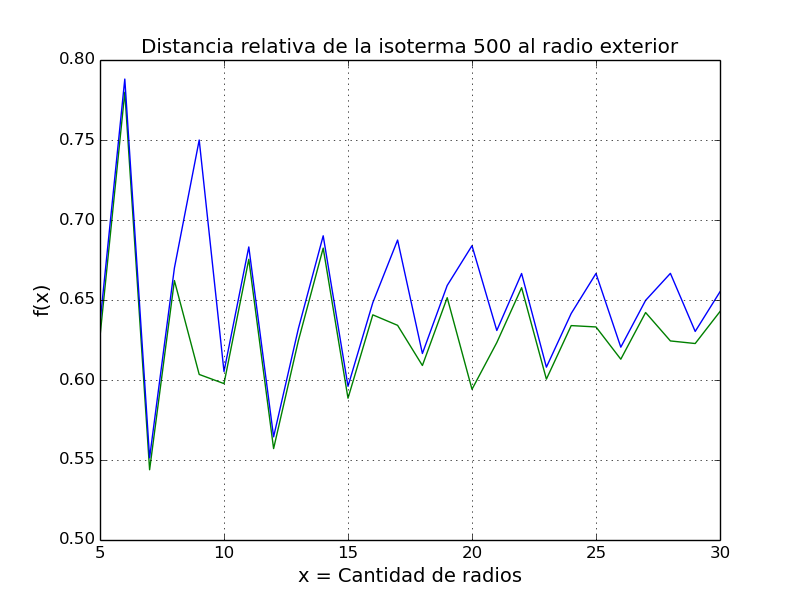 Distancia relativa de la isoterma 500 al radio exterior
0.80
0.75
0.70
0.65
0.60
0.55
0.50
f(x)
5 10 15 20 25 30
x = Cantidad de radios